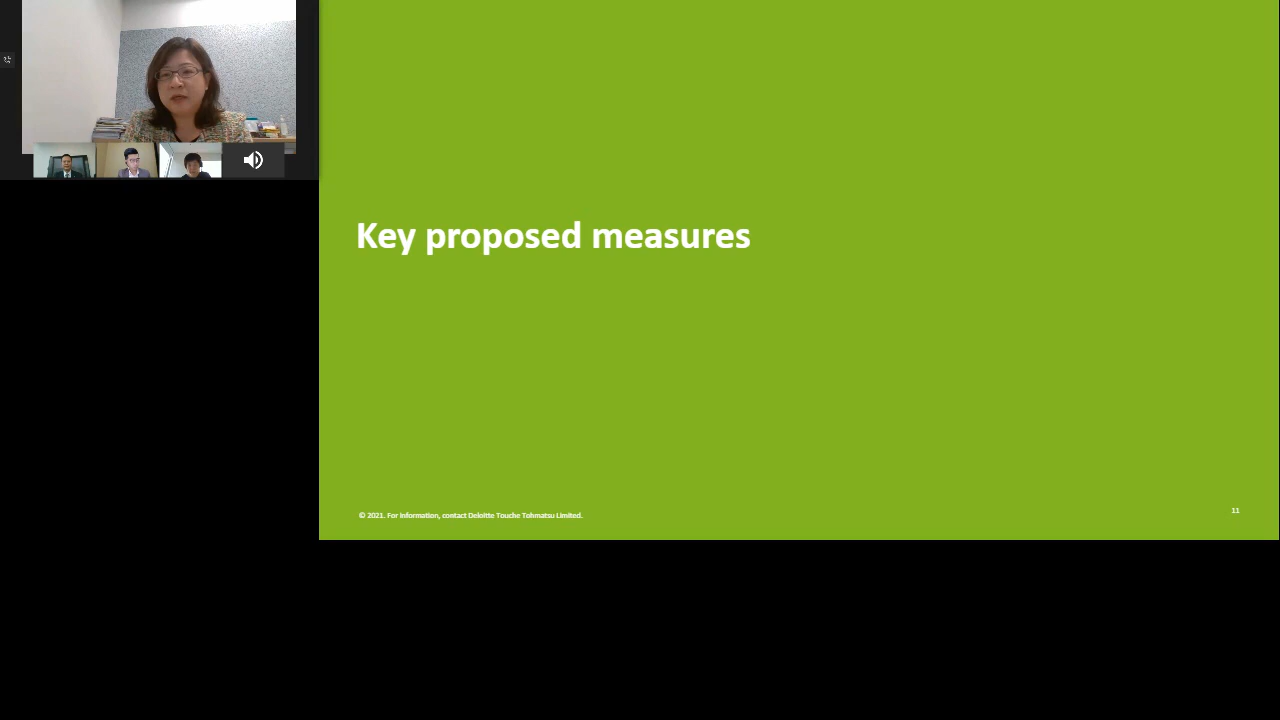 Key proposed measures
© 2021. For information, contact Deloitte Touche Tohmatsu Limited.
11